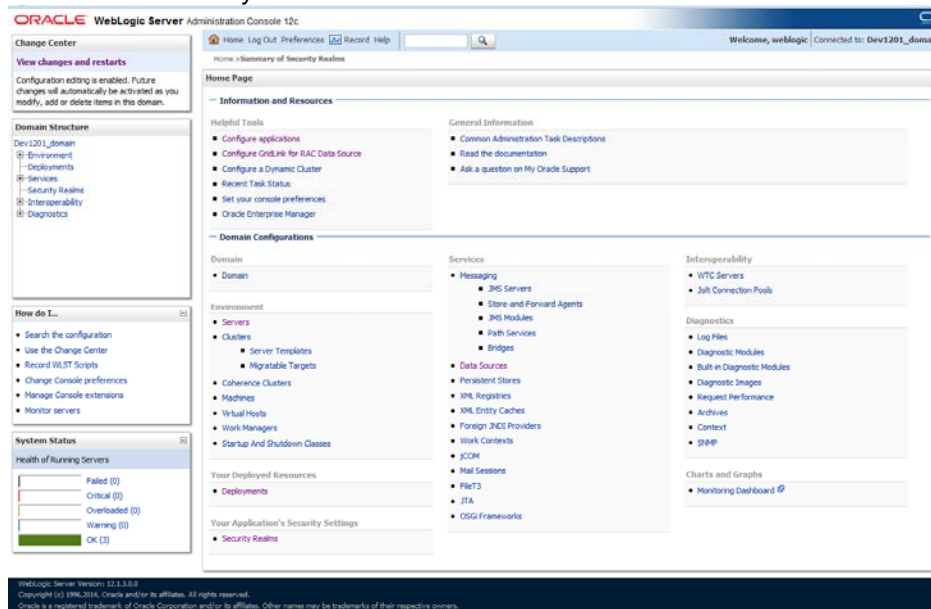 ORACLE WebLogic Server Administration Console 12c
Change Center
View changes and restarts
Configuration editing is enabled. Future
changes will automatically be activated as you
modify, add or delete items in this domain.
Domain Structure
Dev1201_domain
Environment
Deployments
Services
Security Realms
Interoperability
Diagnostics
How do I...
Search the configuration
Use the Change Center
Record WLST Scripts
Change Console preferences
Manage Console extensions
Monitor servers
System Status
Health of Running Servers
Failed (0)
Critical (0)
Overloaded (0)
Warning (0)
OK (3)
Home Log Out Preferences Record Help
Welcome, weblogic Connected to: Dev1201_doma
Home >Summary of Security Realms
Home Page
Information and Resources
Helpful Tools
Configure applications
Configure GridLink for RAC Data Source
Configure a Dynamic Cluster
Recent Task Status
Set your console preferences
Oracle Enterprise Manager
General Information
Common Administration Task Descriptions
Read the documentation
Ask a question on My Oracle Support
Domain Configurations
Domain
Domain
Environment
Servers
Clusters
Server Templates
Migratable Targets
Coherence Clusters
Machines
Virtual Hosts
Work Managers
Startup And Shutdown Classes
Your Deployed Resources
Deployments
Your Application's Security Settings
Security Realms
Services
Messaging
JMS Servers
Store-and-Forward Agents
JMS Modules
Path Services
Bridges
Data Sources
Persistent Stores
XML Registries
XML Entity Caches
Foreign JNDI Providers
Work Contexts
jCOM
Mail Sessions
FileT3
JTA
OSGi Frameworks
Interoperability
WTC Servers
Jolt Connection Pools
Diagnostics
Log Files
Diagnostic Modules
Built-in Diagnostic Modules
Diagnostic Images
Request Performance
Archives
Context
SNMP
Charts and Graphs
Monitoring Dashboard
WebLogic Server Version: 12.1.3.0.0
Copyright (c) 1996,2014, Oracle and/or its affiliates. All rights reserved.
Oracle is a registered trademark of Oracle Corporation and/or its affiliates. Other names may be trademarks of their respective owners.